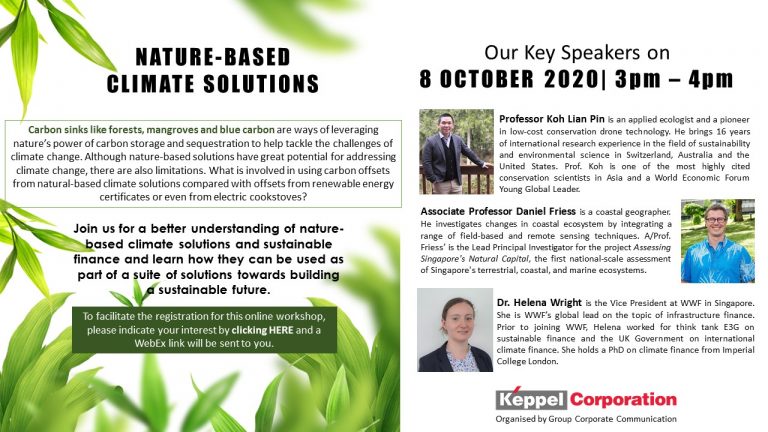 NATURE-BASED
CLIMATE SOLUTIONS
Carbon sinks like forests, mangroves and blue carbon are ways of leveraging
nature's power of carbon storage and sequestration to help tackle the challenges of
climate change. Although nature-based solutions have great potential for addressing
climate change, there are also limitations. What is involved in using carbon offsets
from natural-based climate solutions compared with offsets from renewable energy
certificates or even from electric cookstoves?
Join us for a better understanding of nature-
based climate solutions and sustainable
finance and learn how they can be used as
part of a suite of solutions towards building
a sustainable future.
To facilitate the registration for this online workshop,
please indicate your interest by clicking HERE and a
WebEx link will be sent to you.
Our Key Speakers on
8 OCTOBER 2020| 3pm – 4pm
Professor Koh Lian Pin is an applied ecologist and a pioneer
in low-cost conservation drone technology. He brings 16 years
of international research experience in the field of sustainability
and environmental science in Switzerland, Australia and the
United States. Prof. Koh is one of the most highly cited
conservation scientists in Asia and a World Economic Forum
Young Global Leader.
Associate Professor Daniel Friess is a coastal geographer.
He investigates changes in coastal ecosystem by integrating a
range of field-based and remote sensing techniques. A/Prof.
Friess' is the Lead Principal Investigator for the project Assessing
Singapore's Natural Capital, the first national-scale assessment
of Singapore's terrestrial, coastal, and marine ecosystems.
Dr. Helena Wright is the Vice President at WWF in Singapore.
She is WWF's global lead on the topic of infrastructure finance.
Prior to joining WWF, Helena worked for think tank E3G on
sustainable finance and the UK Government on international
climate finance. She holds a PhD on climate finance from Imperial
College London.
Keppel Corporation
Organised by Group Corporate Communication